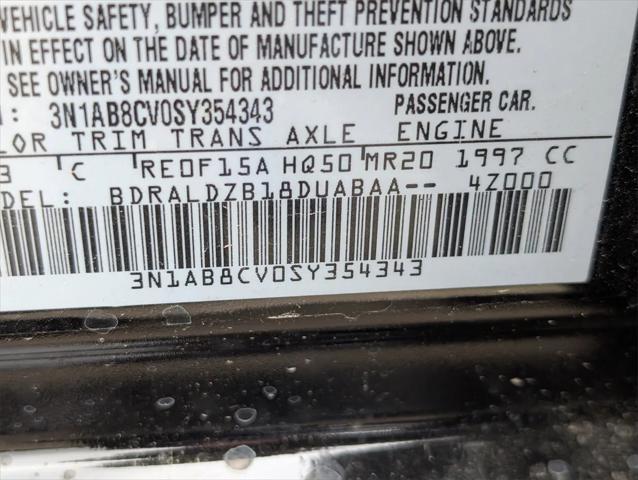 VEHICLE SAFETY, BUMPER AND THEFT PREVENTION STANDARDS
IN EFFECT ON THE DATE OF MANUFACTURE SHOWN ABOVE.
SEE OWNER'S MANUAL FOR ADDITIONAL INFORMATION.
: 3N1AB8CV0SY354343 PASSENGER CAR.
LOR TRIM TRANS AXLE ENGINE
3 C RE0F15A HQ50 MR20 1997 CC
DEL: BDRALDZB18DUABAA-- 4Z000
3N1AB8CV0SY354343